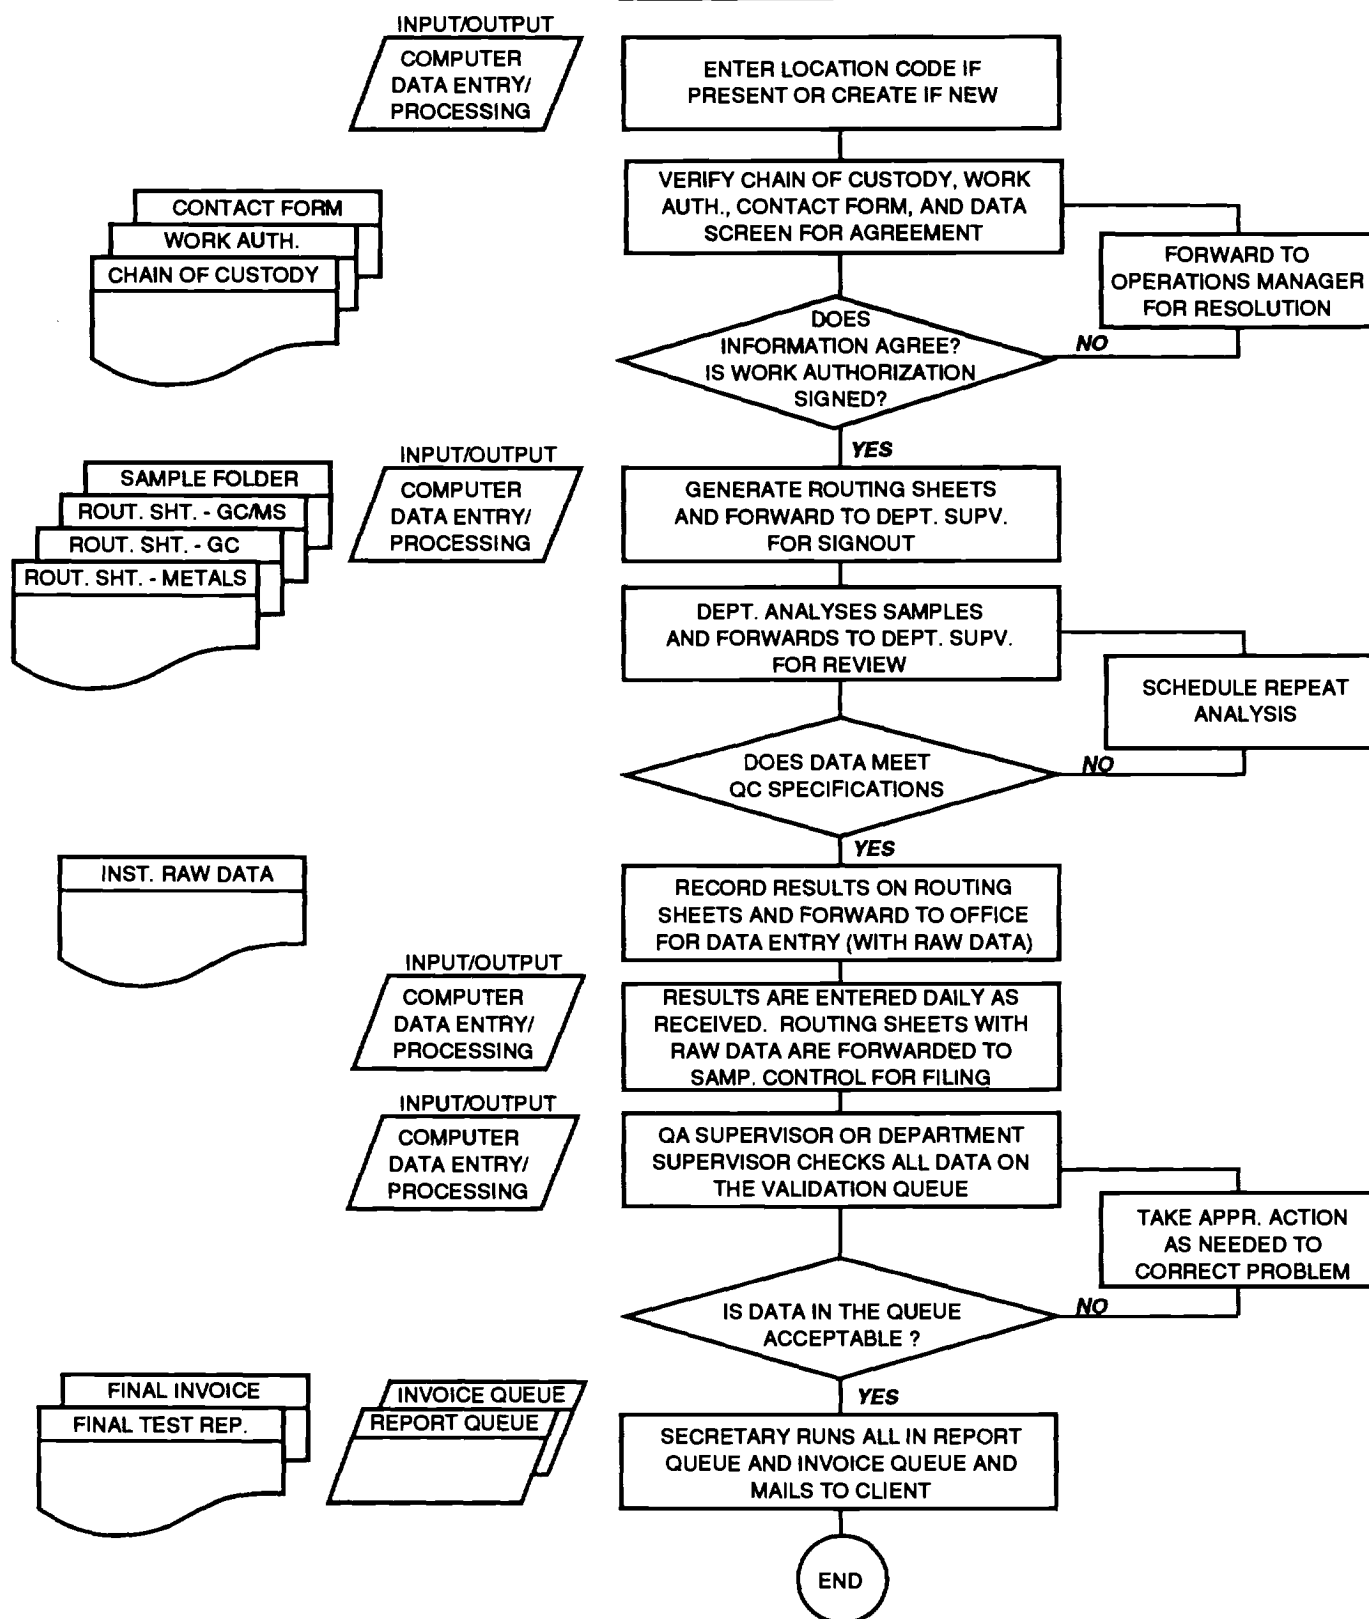 INPUT/OUTPUT
COMPUTER
DATA ENTRY/
PROCESSING
ENTER LOCATION CODE IF
PRESENT OR CREATE IF NEW
CONTACT FORM
WORK AUTH.
CHAIN OF CUSTODY
VERIFY CHAIN OF CUSTODY, WORK
AUTH., CONTACT FORM, AND DATA
SCREEN FOR AGREEMENT
FORWARD TO
OPERATIONS MANAGER
FOR RESOLUTION
DOES
INFORMATION AGREE?
IS WORK AUTHORIZATION
SIGNED?
NO
YES
SAMPLE FOLDER
ROUT. SHT. - GC/MS
ROUT. SHT. - GC
ROUT. SHT. - METALS
INPUT/OUTPUT
COMPUTER
DATA ENTRY/
PROCESSING
GENERATE ROUTING SHEETS
AND FORWARD TO DEPT. SUPV.
FOR SIGNOUT
DEPT. ANALYSES SAMPLES
AND FORWARDS TO DEPT. SUPV.
FOR REVIEW
SCHEDULE REPEAT
ANALYSIS
DOES DATA MEET
QC SPECIFICATIONS
NO
YES
INST. RAW DATA
RECORD RESULTS ON ROUTING
SHEETS AND FORWARD TO OFFICE
FOR DATA ENTRY (WITH RAW DATA)
INPUT/OUTPUT
COMPUTER
DATA ENTRY/
PROCESSING
RESULTS ARE ENTERED DAILY AS
RECEIVED. ROUTING SHEETS WITH
RAW DATA ARE FORWARDED TO
SAMP. CONTROL FOR FILING
INPUT/OUTPUT
COMPUTER
DATA ENTRY/
PROCESSING
QA SUPERVISOR OR DEPARTMENT
SUPERVISOR CHECKS ALL DATA ON
THE VALIDATION QUEUE
TAKE APPR. ACTION
AS NEEDED TO
CORRECT PROBLEM
IS DATA IN THE QUEUE
ACCEPTABLE ?
NO
YES
FINAL INVOICE
FINAL TEST REP.
INVOICE QUEUE
REPORT QUEUE
SECRETARY RUNS ALL IN REPORT
QUEUE AND INVOICE QUEUE AND
MAILS TO CLIENT
END